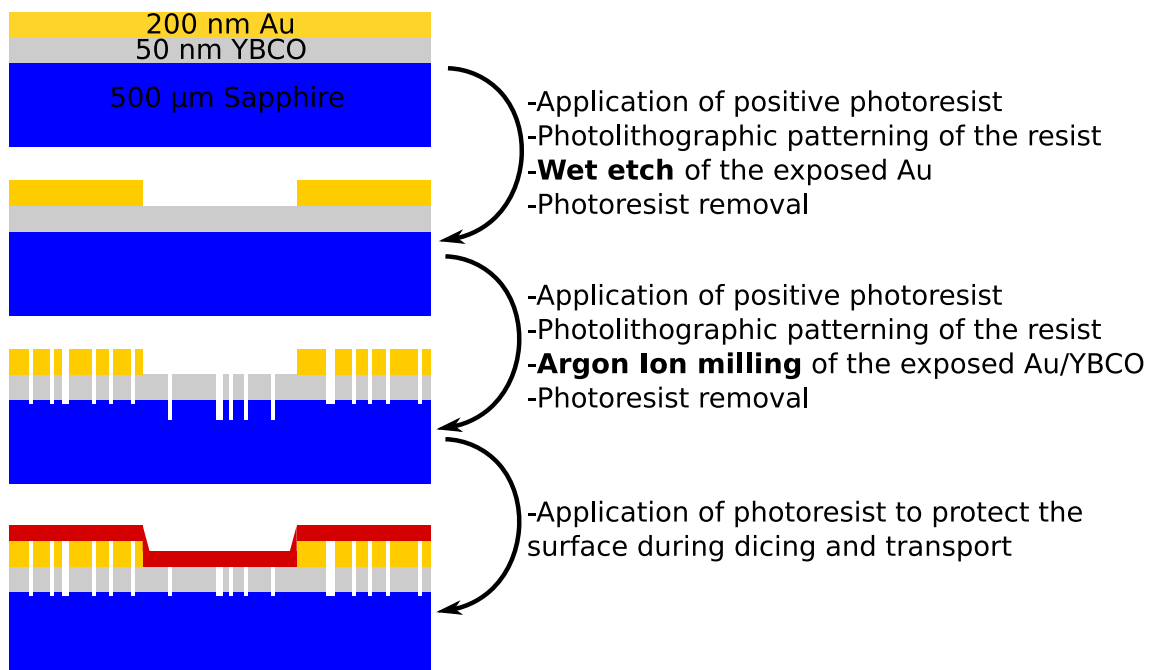 200 nm Au
50 nm YBCO
500 µm Sapphire
-Application of positive photoresist
-Photolithographic patterning of the resist
-Wet etch of the exposed Au
-Photoresist removal
-Application of positive photoresist
-Photolithographic patterning of the resist
-Argon Ion milling of the exposed Au/YBCO
-Photoresist removal
-Application of photoresist to protect the
surface during dicing and transport